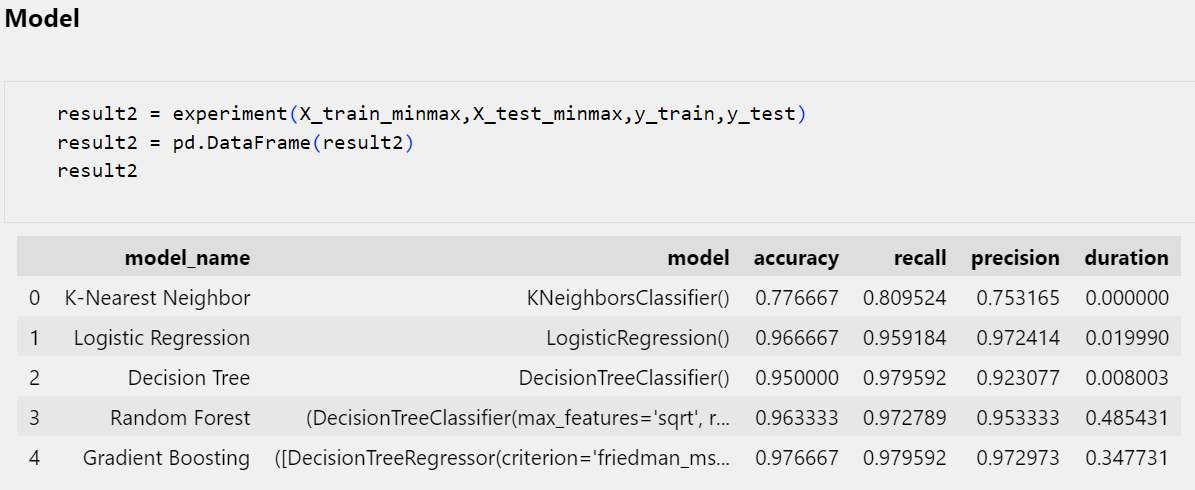 Model
result2 = experiment(X_train_minmax,X_test_minmax,y_train,y_test)
result2 = pd.DataFrame(result2)
result2
model_name model accuracy recall precision duration
0 K-Nearest Neighbor KNeighborsClassifier() 0.776667 0.809524 0.753165 0.000000
1 Logistic Regression LogisticRegression() 0.966667 0.959184 0.972414 0.019990
2 Decision Tree DecisionTreeClassifier() 0.950000 0.979592 0.923077 0.008003
3 Random Forest (DecisionTreeClassifier(max_features='sqrt', r... 0.963333 0.972789 0.953333 0.485431
4 Gradient Boosting ([DecisionTreeRegressor(criterion='friedman_ms... 0.976667 0.979592 0.972973 0.347731